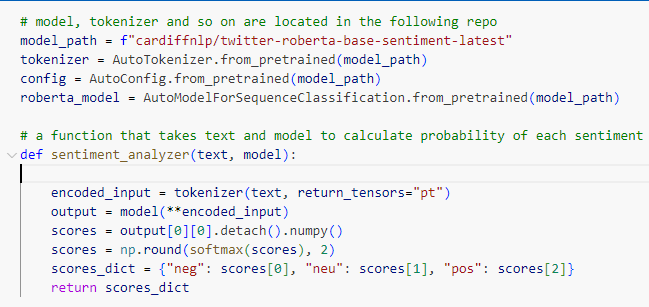 # model, tokenizer and so on are located in the following repo
model_path = f"cardiffnlp/twitter-roberta-base-sentiment-latest"
tokenizer = AutoTokenizer.from_pretrained(model_path)
config = AutoConfig.from_pretrained(model_path)
roberta_model = AutoModelForSequenceClassification.from_pretrained(model_path)
# a function that takes text and model to calculate probability of each sentiment
def sentiment_analyzer(text, model):
    encoded_input = tokenizer(text, return_tensors="pt")
    output = model(**encoded_input)
    scores = output[0][0].detach().numpy()
    scores = np.round(softmax(scores), 2)
    scores_dict = {"neg": scores[0], "neu": scores[1], "pos": scores[2]}
    return scores_dict